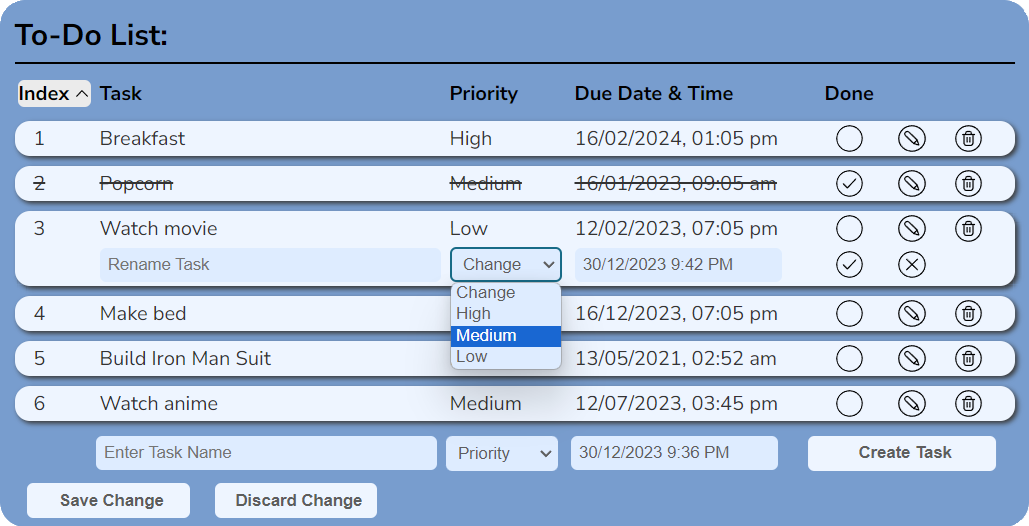 To-Do List:
Index Task Priority Due Date & Time Done
1 Breakfast High 16/02/2024, 01:05 pm
2 Popcorn Medium 16/01/2023, 09:05 am
3 Watch movie Low 12/02/2023, 07:05 pm
Rename Task Change 30/12/2023 9:42 PM
Change
High
Medium
Low
4 Make bed 16/12/2023, 07:05 pm
5 Build Iron Man Suit 13/05/2021, 02:52 am
6 Watch anime Medium 12/07/2023, 03:45 pm
Enter Task Name Priority 30/12/2023 9:36 PM Create Task
Save Change Discard Change